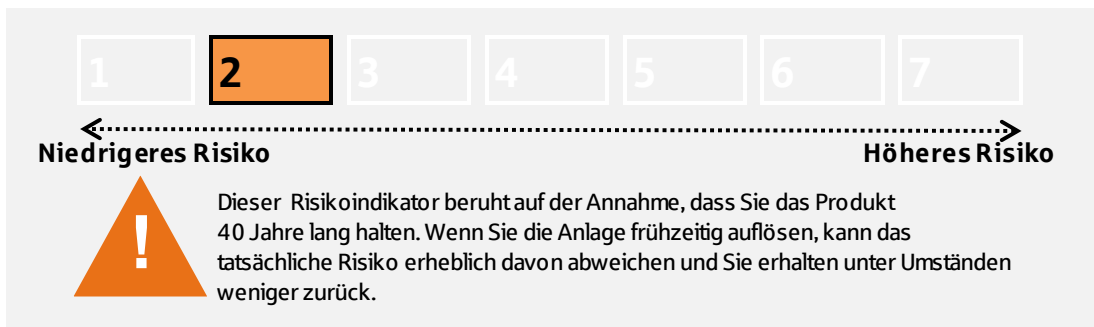 1 2 3 4 5 6 7
Niedrigeres Risiko Höheres Risiko
!
Dieser Risikoindikator beruht auf der Annahme, dass Sie das Produkt
40 Jahre lang halten. Wenn Sie die Anlage frühzeitig auflösen, kann das
tatsächliche Risiko erheblich davon abweichen und Sie erhalten unter Umständen
weniger zurück.